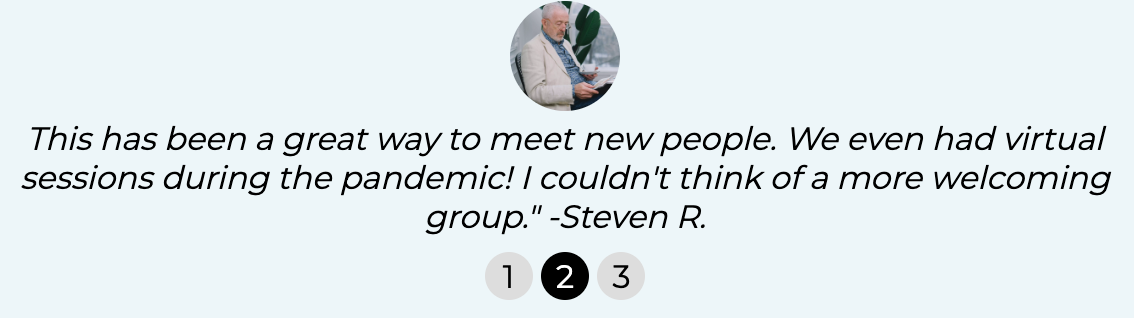 This has been a great way to meet new people. We even had virtual
sessions during the pandemic! I couldn't think of a more welcoming
group." -Steven R.
1 2 3